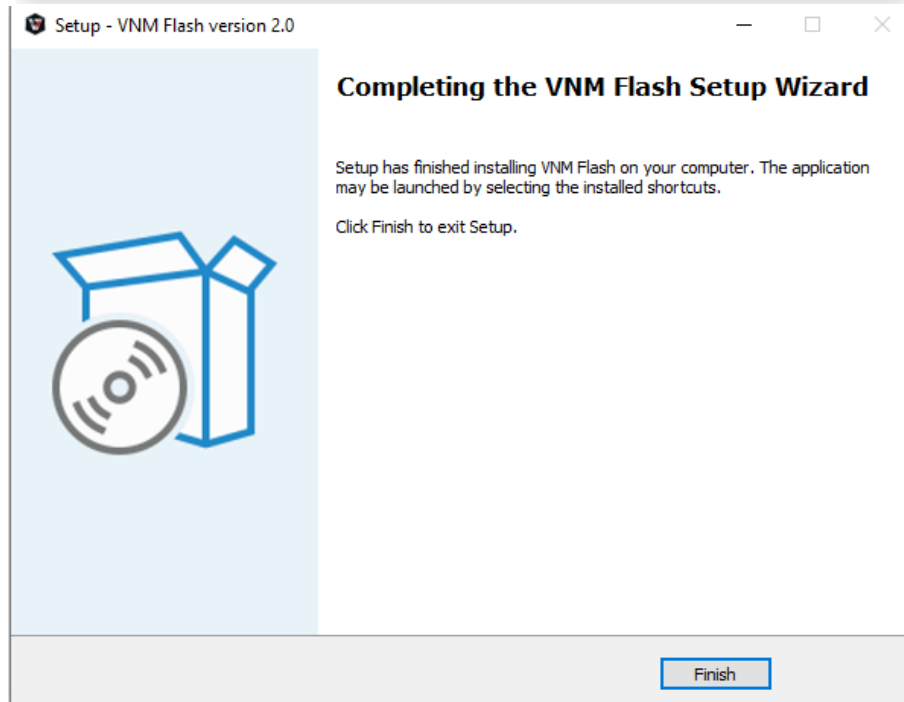 Setup - VNM Flash version 2.0
Completing the VNM Flash Setup Wizard
Setup has finished installing VNM Flash on your computer. The application
may be launched by selecting the installed shortcuts.
Click Finish to exit Setup.
Finish